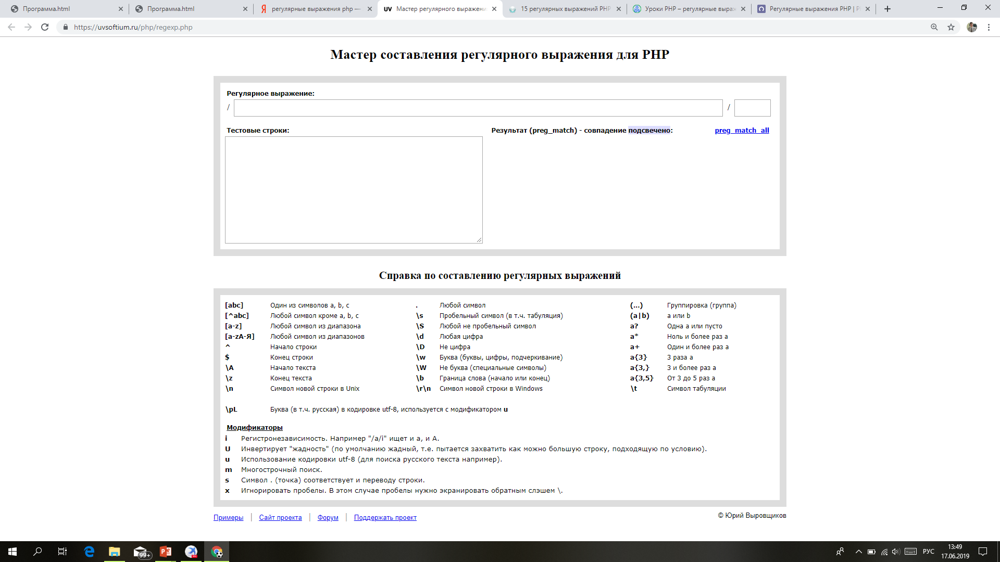 Программа.html
Программа.html
регулярные выражения php —
Мастер регулярного выражени
15 регулярных выражений PHP
Уроки PHP – регулярные выраж
Регулярные выражения PHP |
https://uvsoftium.ru/php/regexp.php
Мастер составления регулярного выражения для PHP
Регулярное выражение:
/ /
Тестовые строки: Результат (preg_match) - совпадение подсвечено: preg_match_all
Справка по составлению регулярных выражений
[abc] Один из символов a, b, c . Любой символ (...) Группировка (группа)
[^abc] Любой символ кроме a, b, c \s Пробельный символ (в т.ч. табуляция) (a|b) a или b
[a-z] Любой символ из диапазона \S Любой не пробельный символ a? Одна а или пусто
[a-zА-Я] Любой символ из диапазонов \d Любая цифра a* Ноль и более раз а
^ Начало строки \D Не цифра a+ Один и более раз а
$ Конец строки \w Буква (буквы, цифры, подчеркивание) a{3} 3 раза а
\A Начало текста \W Не буква (специальные символы) a{3,} 3 и более раз а
\z Конец текста \b Граница слова (начало или конец) a{3,5} От 3 до 5 раз а
\n Символ новой строки в Unix \r\n Символ новой строки в Windows \t Символ табуляции
\pL Буква (в т.ч. русская) в кодировке utf-8, используется с модификатором u
Модификаторы
i Регистронезависимость. Например "/a/i" ищет и a, и A.
U Инвертирует "жадность" (по умолчанию жадный, т.е. пытается захватить как можно большую строку, подходящую по условию).
u Использование кодировки utf-8 (для поиска русского текста например).
m Многострочный поиск.
s Символ . (точка) соответствует и переводу строки.
x Игнорировать пробелы. В этом случае пробелы нужно экранировать обратным слэшем \.
Примеры | Сайт проекта | Форум | Поддержать проект © Юрий Выровщиков
99+
РУС
13:49
17.06.2019